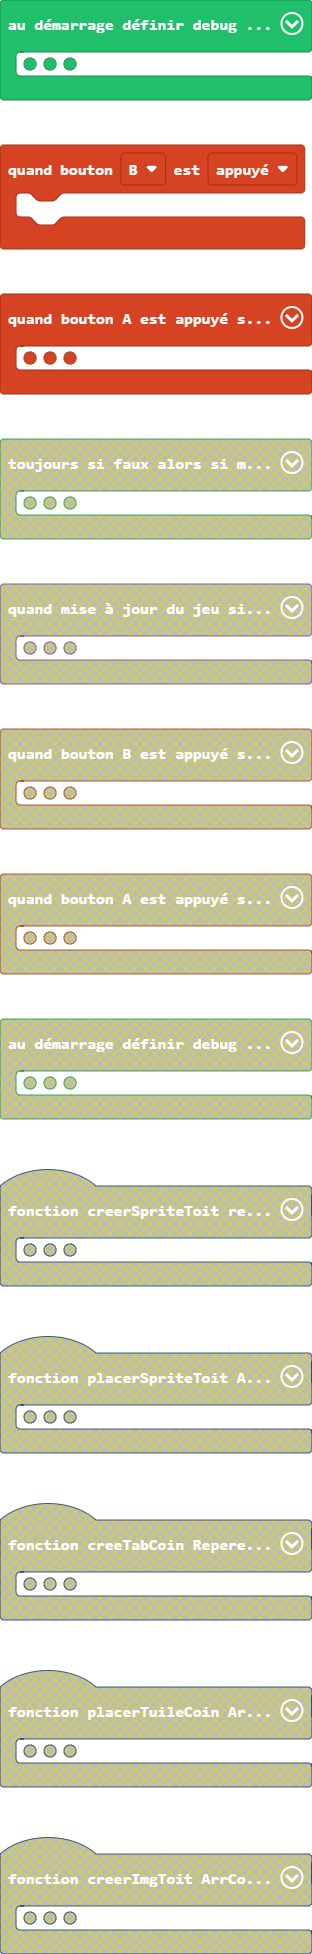 au démarrage définir debug ...
quand bouton B est appuyé
quand bouton A est appuyé s...
toujours si faux alors si m...
quand mise à jour du jeu si...
quand bouton B est appuyé s...
quand bouton A est appuyé s...
au démarrage définir debug ...
fonction creerSpriteToit re...
fonction placerSpriteToit A...
fonction creeTabCoin Repere...
fonction placerTuileCoin Ar...
fonction creerImgToit ArrCo...